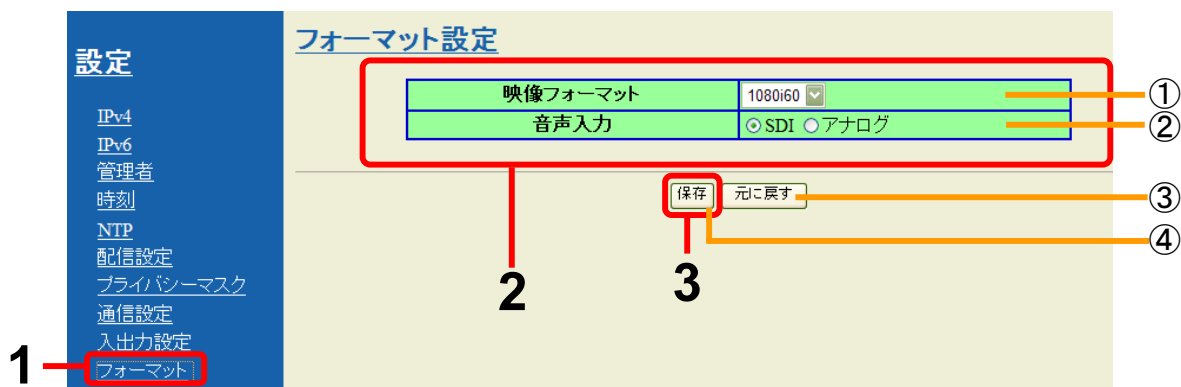 設定
IPv4
IPv6
管理者
時刻
NTP
配信設定
プライバシーマスク
通信設定
入出力設定
フォーマット
1
フォーマット設定
映像フォーマット 1080i60 ①
音声入力 SDI アナログ ②
保存 元に戻す ③
④
2
3